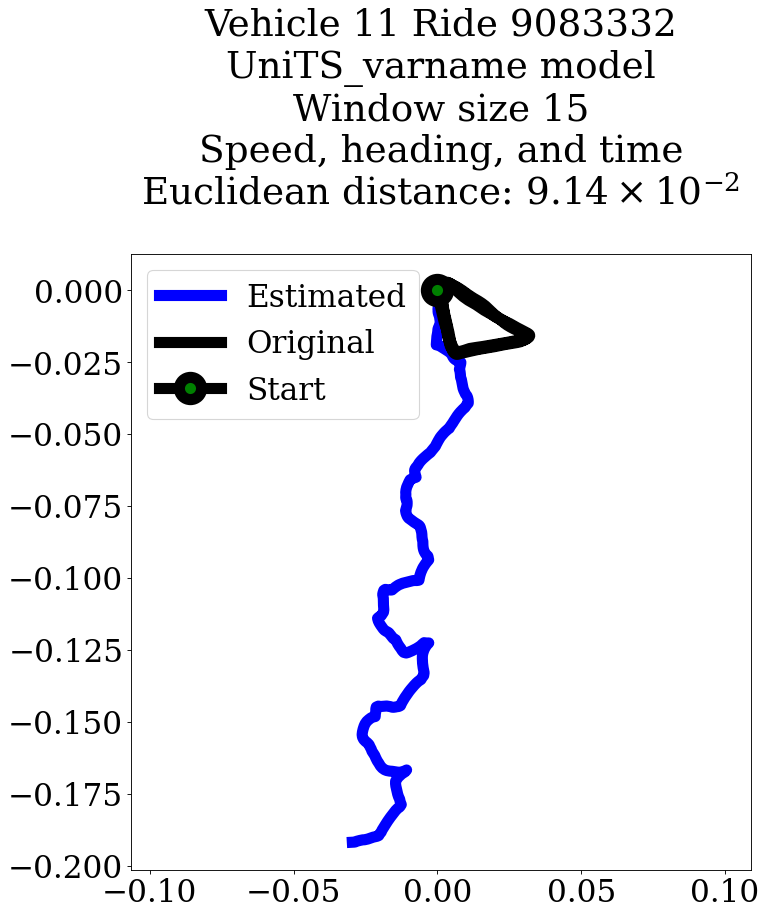 Vehicle 11 Ride 9083332
UniTS_varname model
Window size 15
Speed, heading, and time
Euclidean distance: 9.14 × 10⁻²
Estimated
Original
Start
0.000
−0.025
−0.050
−0.075
−0.100
−0.125
−0.150
−0.175
−0.200
−0.10 −0.05 0.00 0.05 0.10